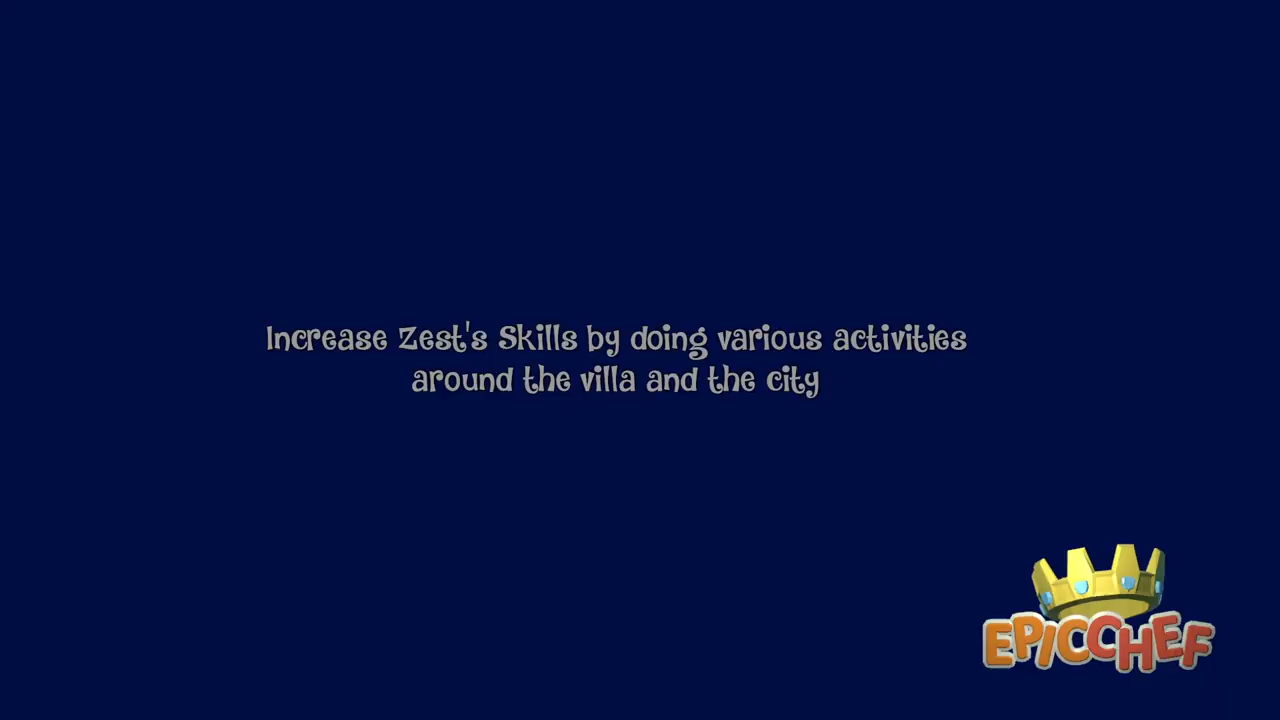 Increase Zest's Skills by doing various activities
around the villa and the city
EPICCHEF